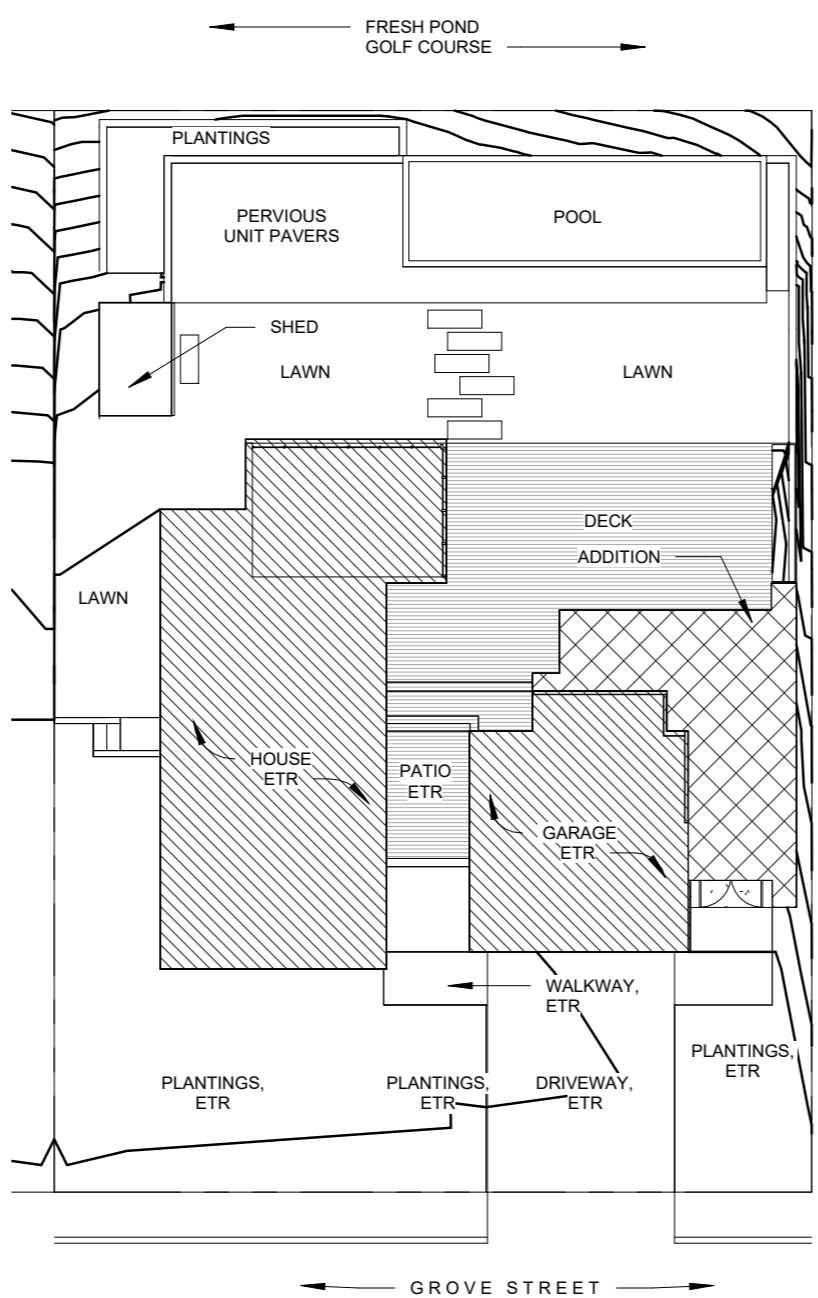 FRESH POND
GOLF COURSE
PLANTINGS
PERVIOUS
UNIT PAVERS
POOL
SHED
LAWN
LAWN
DECK
ADDITION
LAWN
HOUSE
ETR
PATIO
ETR
GARAGE
ETR
WALKWAY,
ETR
PLANTINGS,
ETR
PLANTINGS,
ETR
PLANTINGS,
ETR
DRIVEWAY,
ETR
GROVE STREET